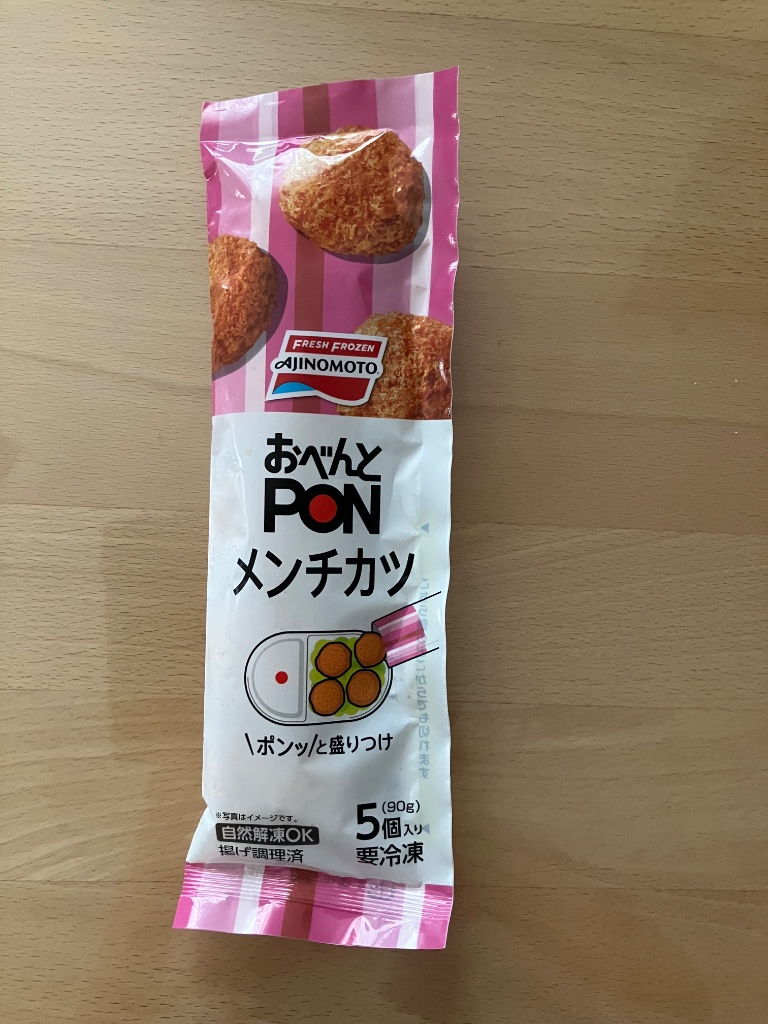 FRESH FROZEN
AJINOMOTO
おべんと
PON
メンチカツ
\ポンッ/と盛りつけ
※写真はイメージです。
自然解凍OK
揚げ調理済
(90g)
5個入り
要冷凍